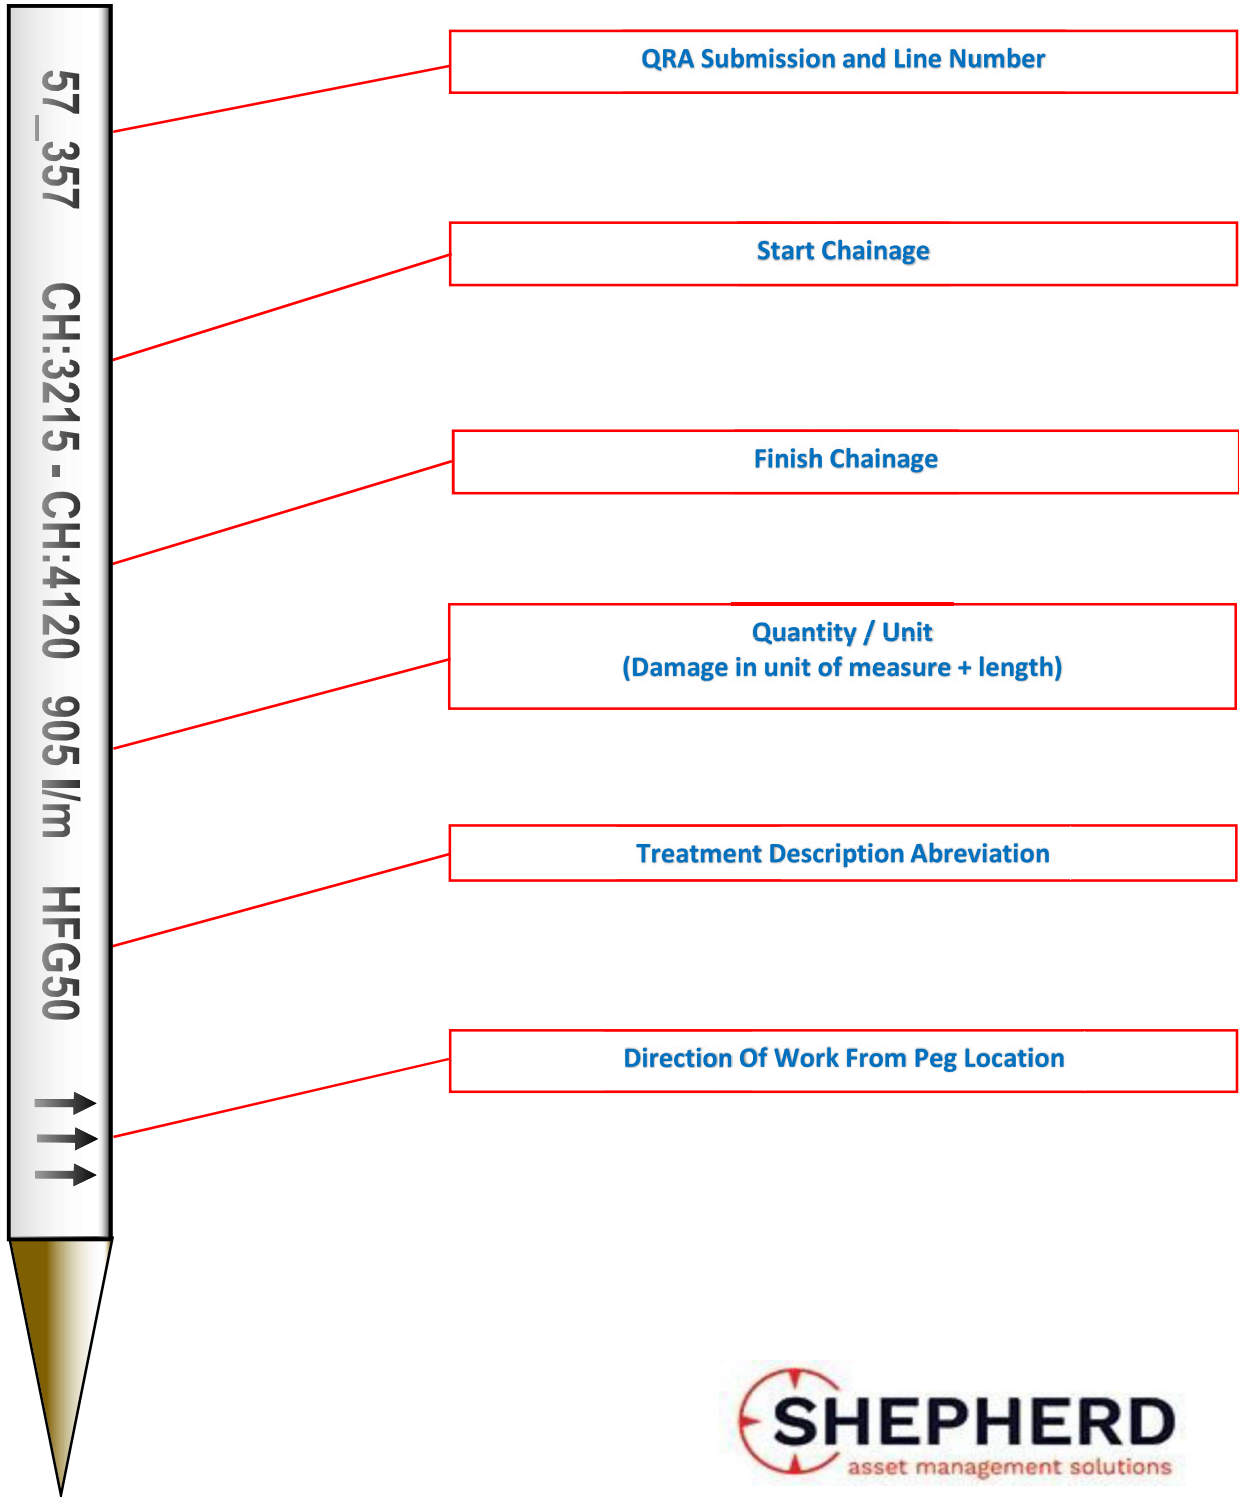 57_357 CH:3215 - CH:4120 905 l/m HFG50
QRA Submission and Line Number
Start Chainage
Finish Chainage
Quantity / Unit
(Damage in unit of measure + length)
Treatment Description Abreviation
Direction Of Work From Peg Location
SHEPHERD
asset management solutions